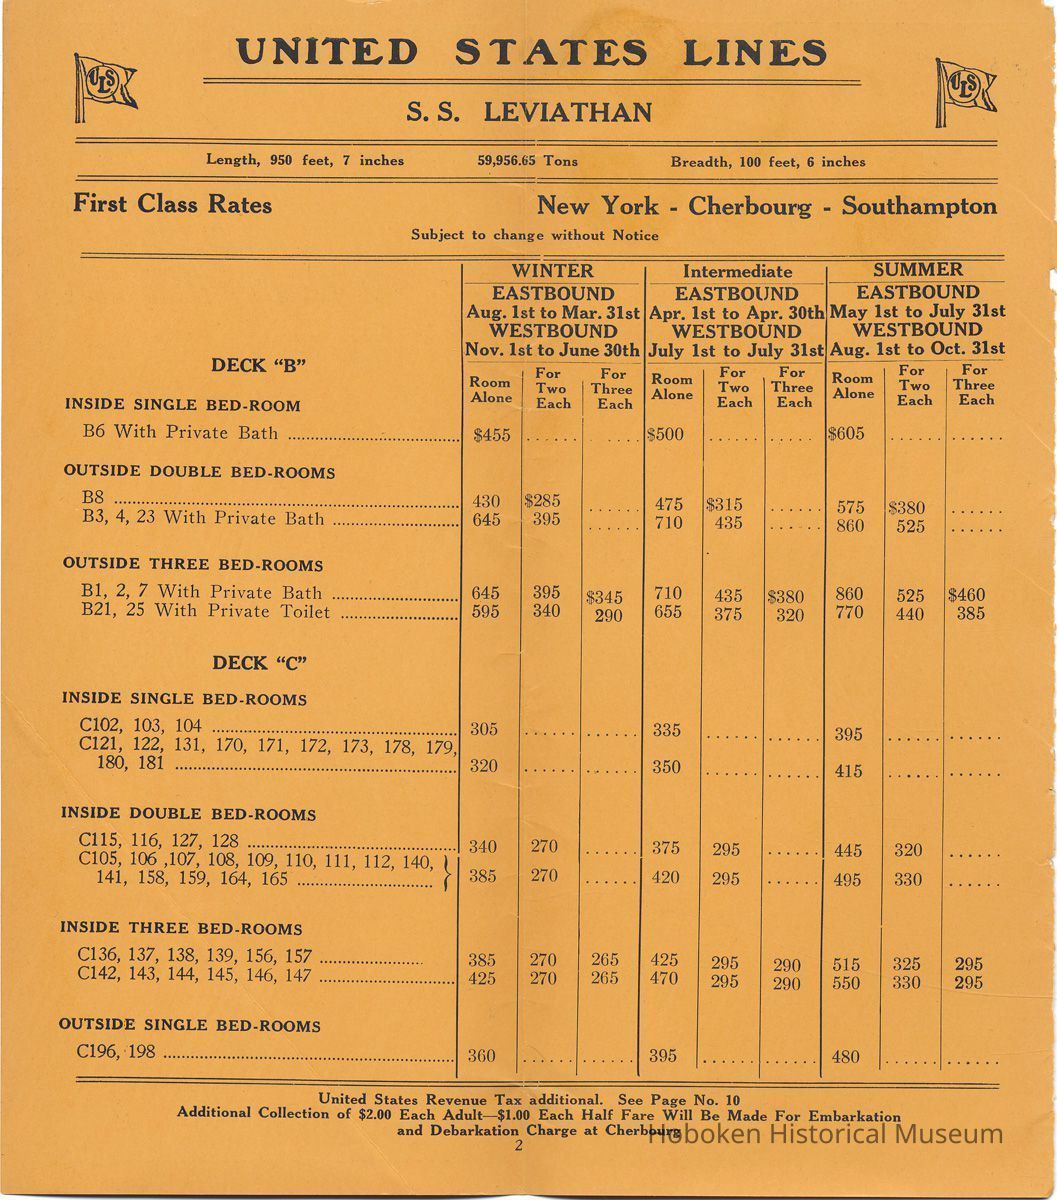 UNITED STATES LINES
ULS
ULS
S. S. LEVIATHAN
Length, 950 feet, 7 inches 59,956.65 Tons Breadth, 100 feet, 6 inches
First Class Rates New York - Cherbourg - Southampton
Subject to change without Notice
WINTER Intermediate SUMMER
EASTBOUND EASTBOUND EASTBOUND
Aug. 1st to Mar. 31st Apr. 1st to Apr. 30th May 1st to July 31st
WESTBOUND WESTBOUND WESTBOUND
Nov. 1st to June 30th July 1st to July 31st Aug. 1st to Oct. 31st
DECK “B”
Room Alone For Two Each For Three Each Room Alone For Two Each For Three Each Room Alone For Two Each For Three Each
INSIDE SINGLE BED-ROOM
B6 With Private Bath $455 ...... .... $500 ...... ...... $605 ...... ......
OUTSIDE DOUBLE BED-ROOMS
B8 430 $285 ...... 475 $315 ...... 575 $380 ......
B3, 4, 23 With Private Bath 645 395 ...... 710 435 ...... 860 525 ......
OUTSIDE THREE BED-ROOMS
B1, 2, 7 With Private Bath 645 395 $345 710 435 $380 860 525 $460
B21, 25 With Private Toilet 595 340 290 655 375 320 770 440 385
DECK “C”
INSIDE SINGLE BED-ROOMS
C102, 103, 104 305 ...... ...... 335 ...... ...... 395 ...... ......
C121, 122, 131, 170, 171, 172, 173, 178, 179,
180, 181 320 ...... ...... 350 ...... ...... 415 ...... ......
INSIDE DOUBLE BED-ROOMS
C115, 116, 127, 128 340 270 ...... 375 295 ...... 445 320 ......
C105, 106 ,107, 108, 109, 110, 111, 112, 140, }
141, 158, 159, 164, 165 385 270 ...... 420 295 ...... 495 330 ......
INSIDE THREE BED-ROOMS
C136, 137, 138, 139, 156, 157 385 270 265 425 295 290 515 325 295
C142, 143, 144, 145, 146, 147 425 270 265 470 295 290 550 330 295
OUTSIDE SINGLE BED-ROOMS
C196, 198 360 ...... ...... 395 ...... ...... 480 ...... ......
United States Revenue Tax additional. See Page No. 10
Additional Collection of $2.00 Each Adult—$1.00 Each Half Fare Will Be Made For Embarkation
and Debarkation Charge at Cherbourg
Hoboken Historical Museum
2